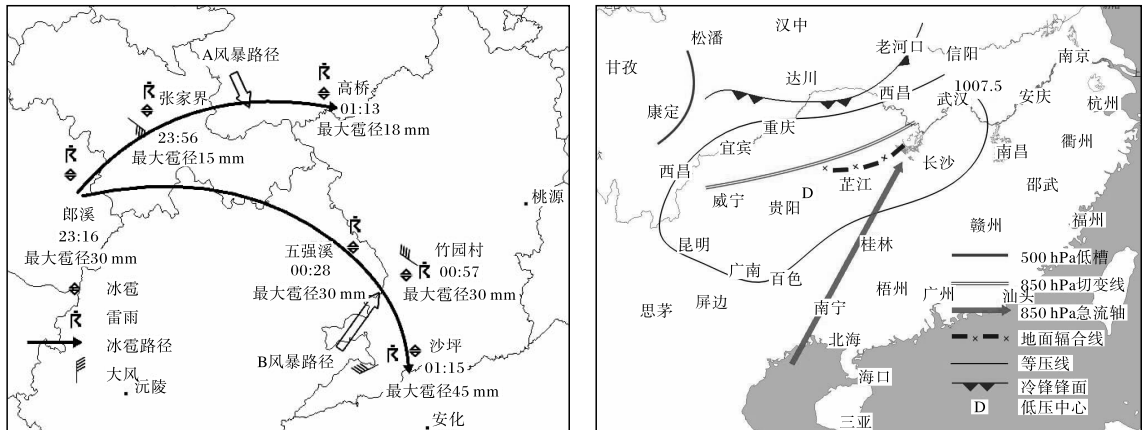 A风暴路径
Ṙ
高桥
Ṙ
张家界
01:13
最大雹径18 mm
23:56
最大雹径15 mm
Ṙ
郎溪
23:16
最大雹径30 mm
桃源
五强溪
00:28
最大雹径30 mm
Ṙ
竹园村
Ṙ
00:57
最大雹径30 mm
B风暴路径
Ṙ
沙坪
01:15
最大雹径45 mm
安化
冰雹
Ṙ
雷雨
冰雹路径
大风
沅陵
汉中
松潘
甘孜
老河口
信阳
南京
达川
西昌
1007.5
武汉
安庆
杭州
康定
重庆
宜宾
衢州
西昌
南昌
长沙
威宁
D
芷江
贵阳
邵武
福州
赣州
昆明
桂林
广南
百色
思茅
屏边
南宁
梧州
广州
汕头
北海
海口
三亚
500 hPa低槽
850 hPa切变线
850 hPa急流轴
地面辐合线
等压线
冷锋锋面
D
低压中心